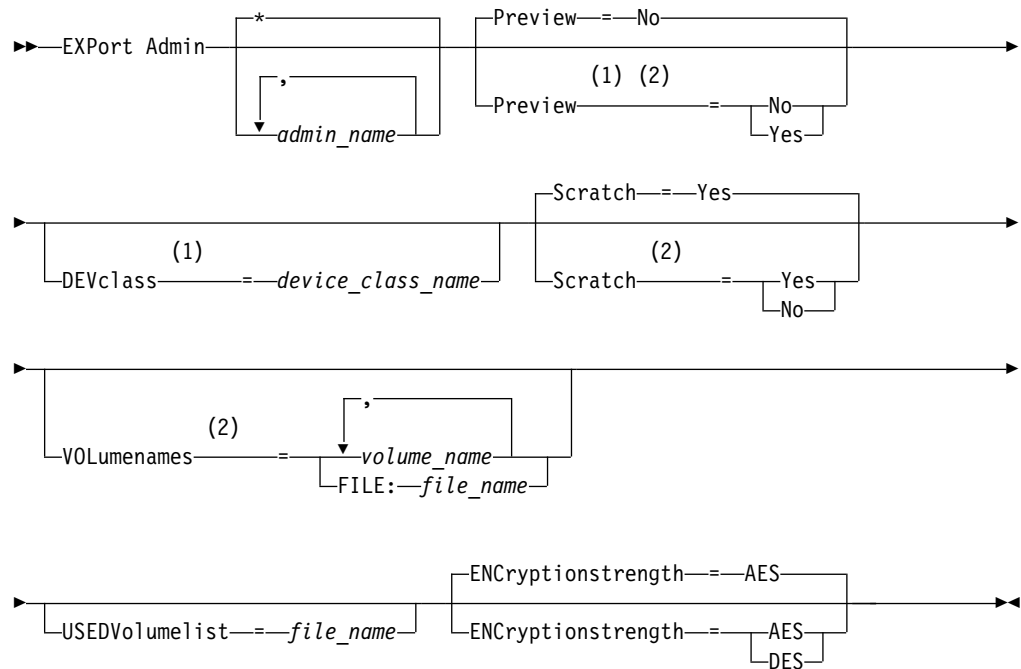 *
Preview = No
EXPort Admin
(1) (2)
,
Preview = No
admin_name
Yes
Scratch = Yes
(1)
(2)
DEVclass = device_class_name
Scratch = Yes
No
,
(2)
VOLumenames = volume_name
FILE: file_name
ENCryptionstrength = AES
USEDVolumelist = file_name
ENCryptionstrength = AES
DES